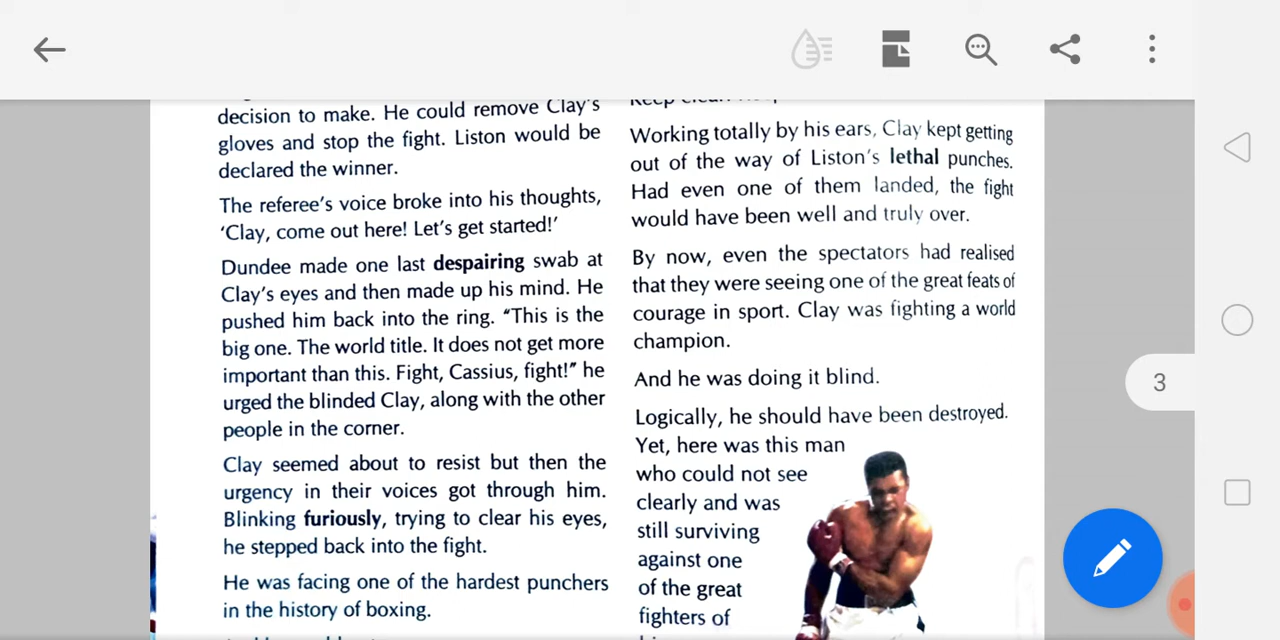 decision to make. He could remove Clay's
gloves and stop the fight. Liston would be
declared the winner.
The referee's voice broke into his thoughts,
‘Clay, come out here! Let's get started!’
Dundee made one last despairing swab at
Clay's eyes and then made up his mind. He
pushed him back into the ring. “This is the
big one. The world title. It does not get more
important than this. Fight, Cassius, fight!” he
urged the blinded Clay, along with the other
people in the corner.
Clay seemed about to resist but then the
urgency in their voices got through him.
Blinking furiously, trying to clear his eyes,
he stepped back into the fight.
He was facing one of the hardest punchers
in the history of boxing.
Working totally by his ears, Clay kept getting
out of the way of Liston's lethal punches.
Had even one of them landed, the fight
would have been well and truly over.
By now, even the spectators had realised
that they were seeing one of the great feats of
courage in sport. Clay was fighting a world
champion.
And he was doing it blind.
Logically, he should have been destroyed.
Yet, here was this man
who could not see
clearly and was
still surviving
against one
of the great
fighters of
3